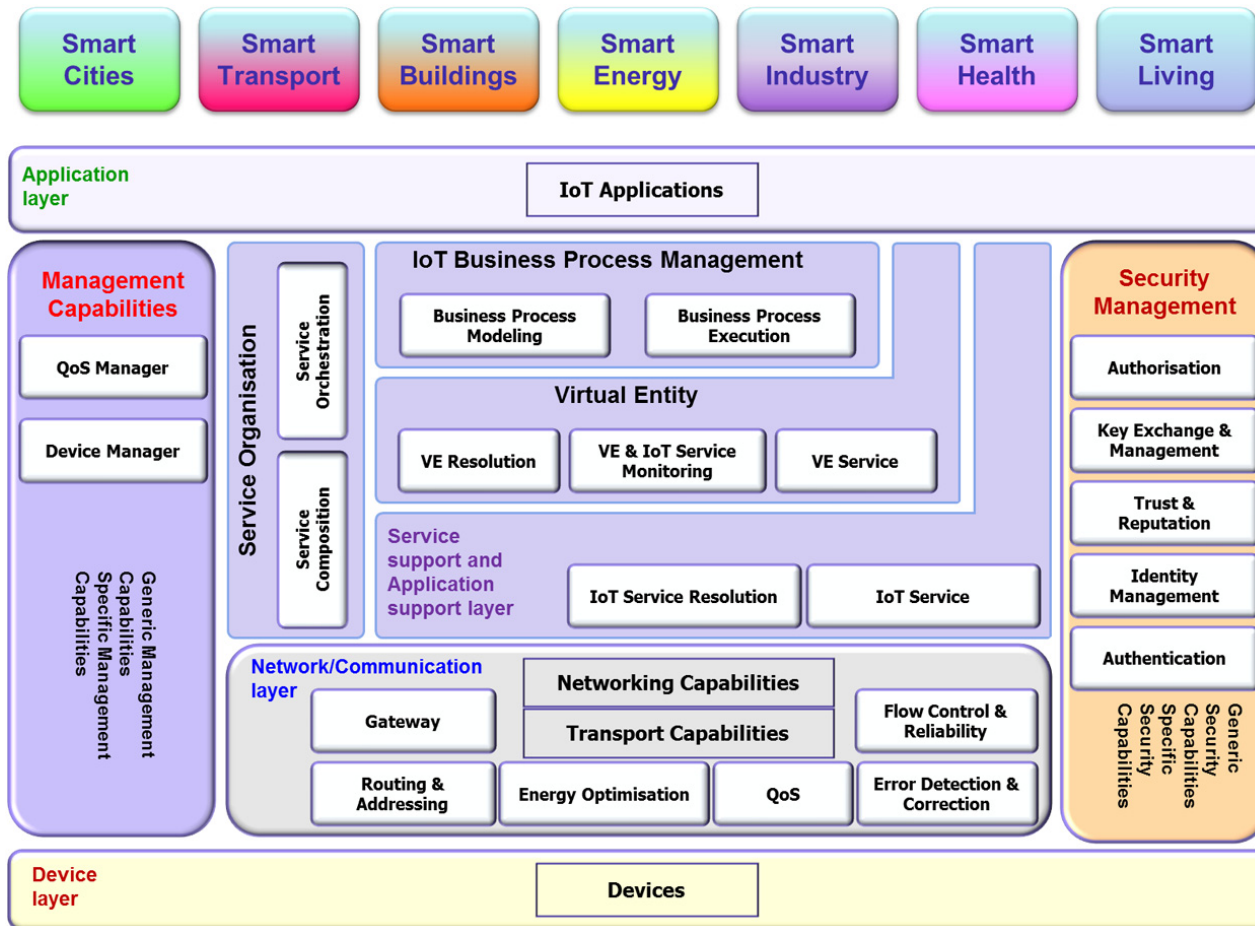 Smart
Cities
Smart
Transport
Smart
Buildings
Smart
Energy
Smart
Industry
Smart
Health
Smart
Living
Application
layer
IoT Applications
Management
Capabilities
QoS Manager
Device Manager
Generic Management
Capabilities
Specific Management
Capabilities
Service Organisation
Service
Orchestration
Service
Composition
IoT Business Process Management
Business Process
Modeling
Business Process
Execution
Virtual Entity
VE Resolution
VE & IoT Service
Monitoring
VE Service
Service
support and
Application
support layer
IoT Service Resolution
IoT Service
Network/Communication
layer
Networking Capabilities
Transport Capabilities
Gateway
Flow Control &
Reliability
Routing &
Addressing
Energy Optimisation
QoS
Error Detection &
Correction
Security
Management
Authorisation
Key Exchange &
Management
Trust &
Reputation
Identity
Management
Authentication
Generic
Security
Capabilities
Specific
Security
Capabilities
Device
layer
Devices